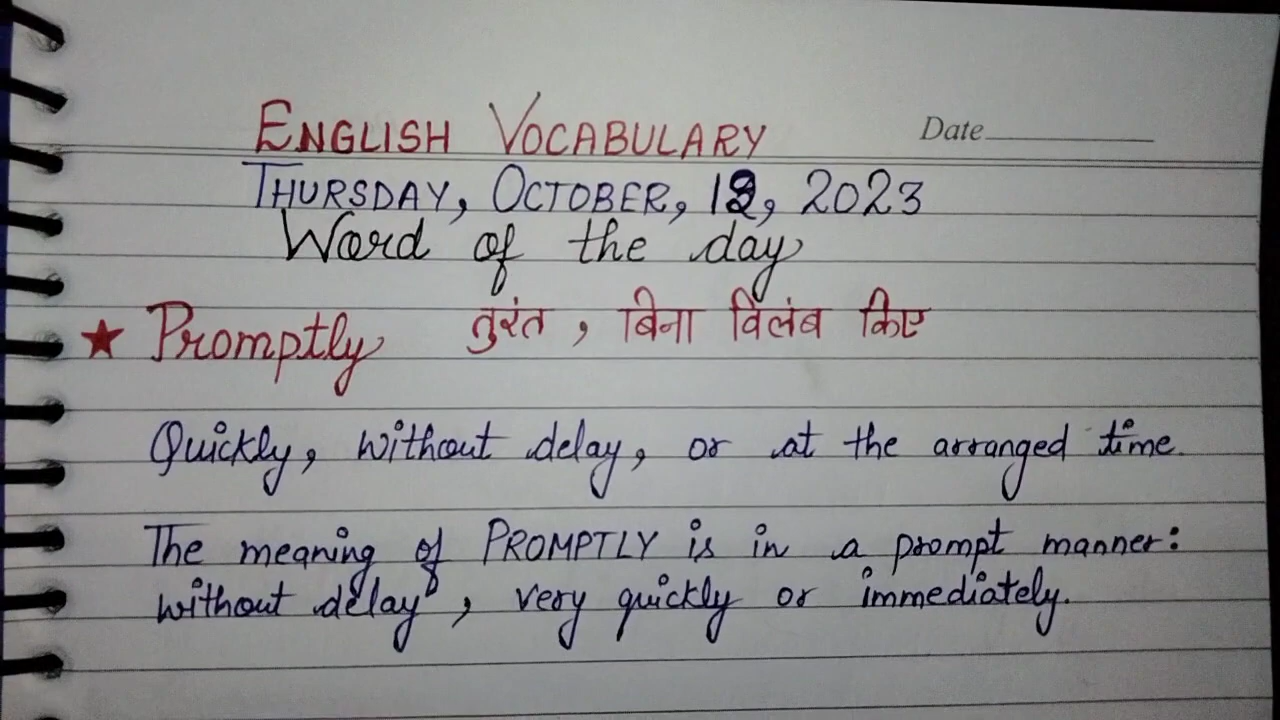 ENGLISH VOCABULARY
Date
THURSDAY, OCTOBER, 12, 2023
Word of the day
★ Promptly तुरंत , बिना विलंब किए
Quickly, without delay, or at the arranged time.
The meaning of PROMPTLY is in a prompt manner:
without delay , very quickly or immediately.